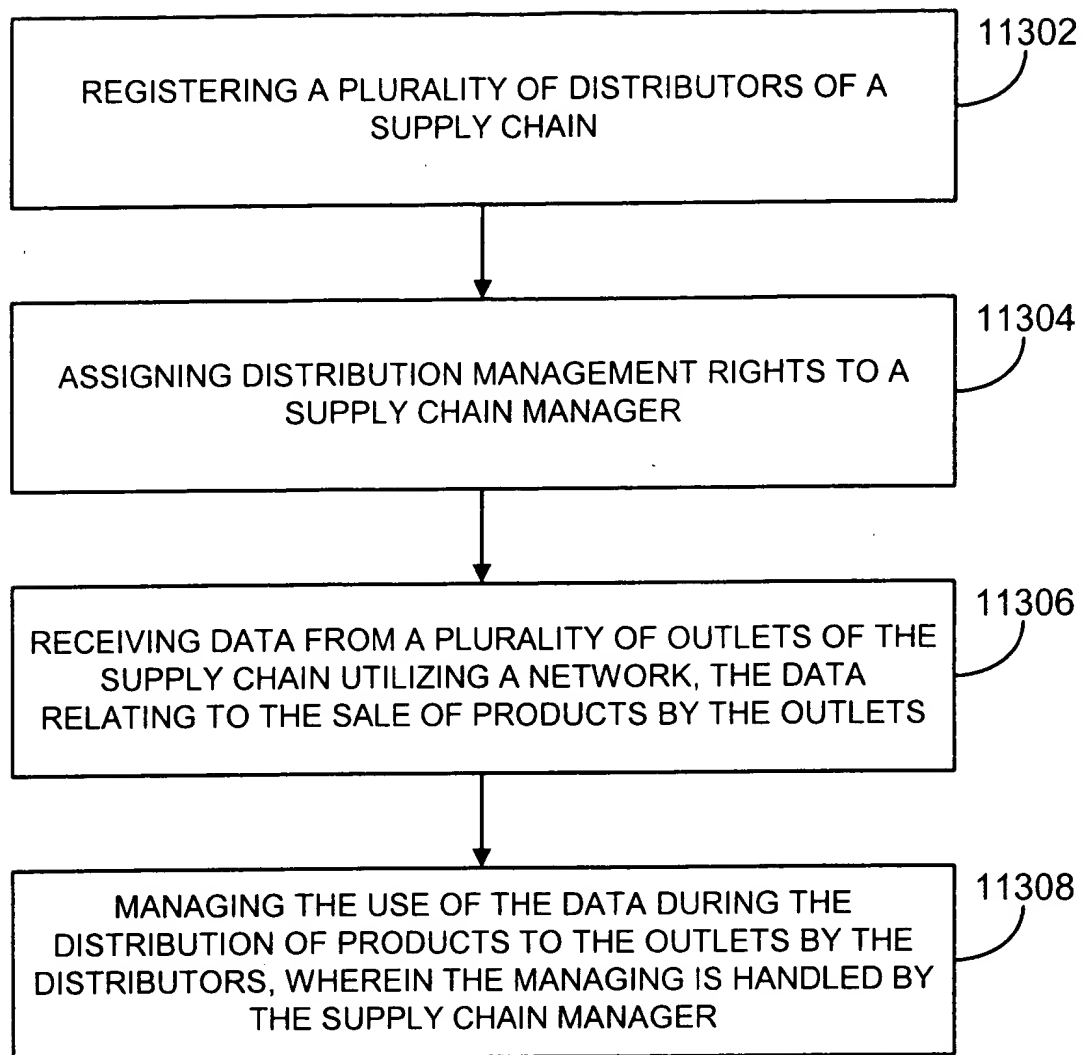 11302
REGISTERING A PLURALITY OF DISTRIBUTORS OF A
SUPPLY CHAIN
11304
ASSIGNING DISTRIBUTION MANAGEMENT RIGHTS TO A
SUPPLY CHAIN MANAGER
11306
RECEIVING DATA FROM A PLURALITY OF OUTLETS OF THE
SUPPLY CHAIN UTILIZING A NETWORK, THE DATA
RELATING TO THE SALE OF PRODUCTS BY THE OUTLETS
11308
MANAGING THE USE OF THE DATA DURING THE
DISTRIBUTION OF PRODUCTS TO THE OUTLETS BY THE
DISTRIBUTORS, WHEREIN THE MANAGING IS HANDLED BY
THE SUPPLY CHAIN MANAGER